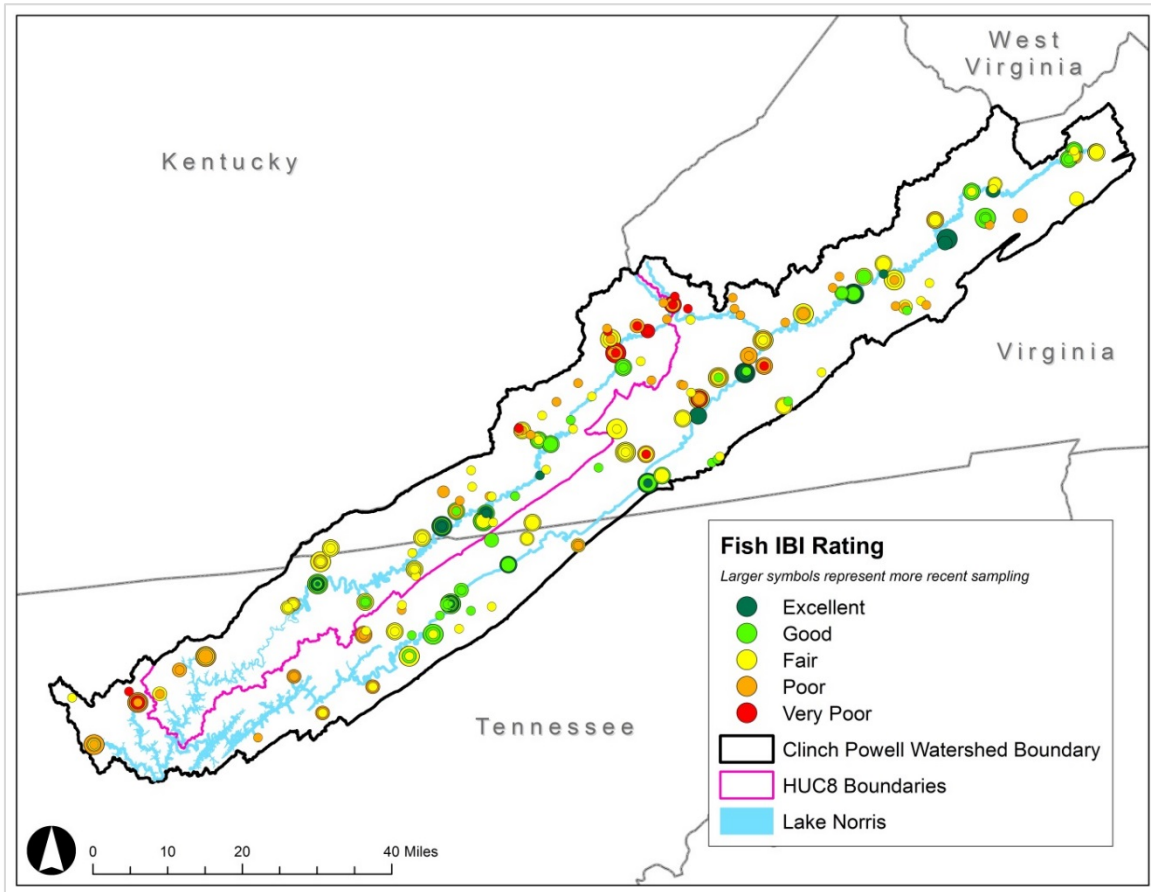 West
Virginia
Kentucky
Virginia
Tennessee
Fish IBI Rating
Larger symbols represent more recent sampling
Excellent
Good
Fair
Poor
Very Poor
Clinch Powell Watershed Boundary
HUC8 Boundaries
Lake Norris
0 10 20 40 Miles